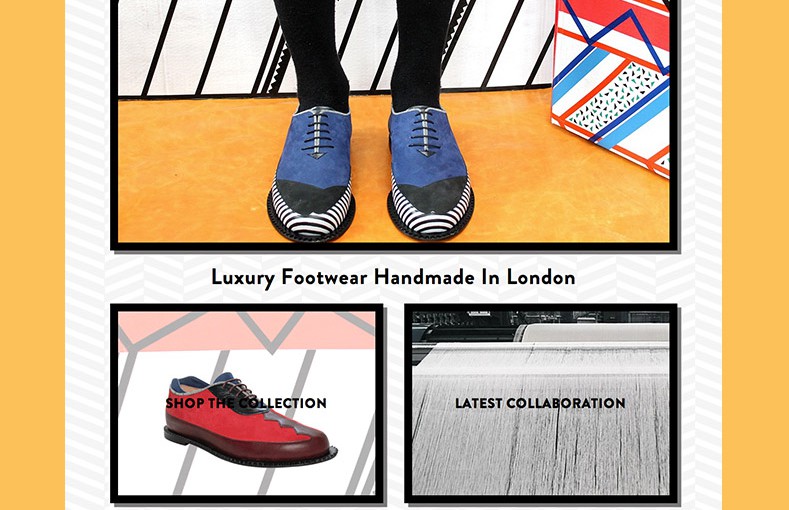 Luxury Footwear Handmade In London
SHOP THE COLLECTION
LATEST COLLABORATION